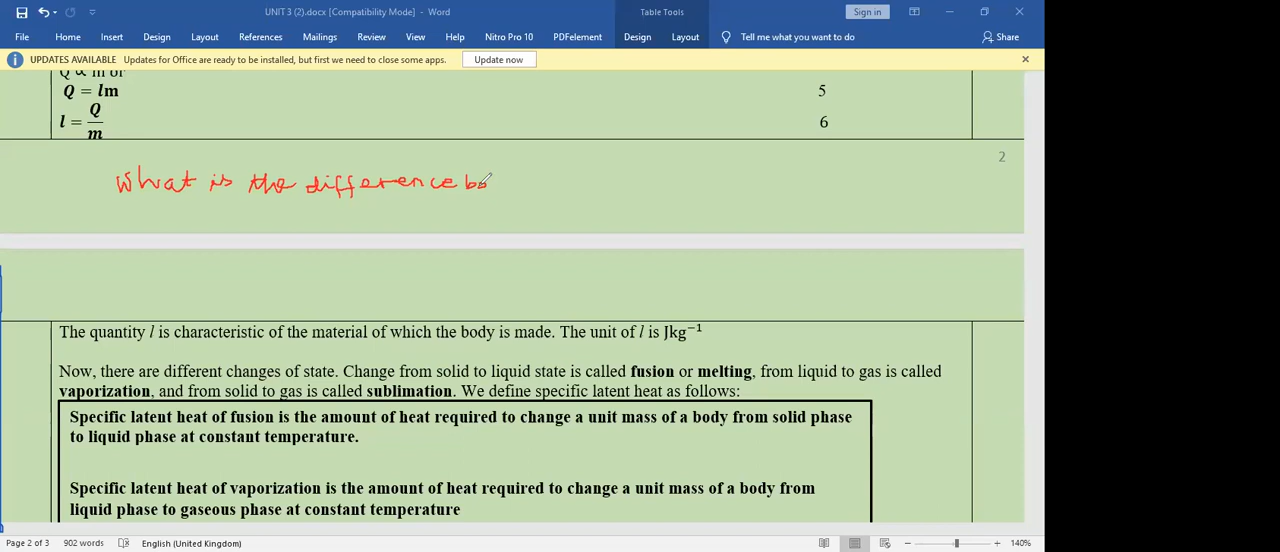 UNIT 3 (2).docx [Compatibility Mode] - Word
Table Tools
Sign in
File Home Insert Design Layout References Mailings Review View Help Nitro Pro 10 PDFelement Design Layout Tell me what you want to do Share
UPDATES AVAILABLE Updates for Office are ready to be installed, but first we need to close some apps. Update now
Q ∝ m or
Q = lm 5
l = Q/m 6
2
What is the difference
The quantity l is characteristic of the material of which the body is made. The unit of l is Jkg⁻¹
Now, there are different changes of state. Change from solid to liquid state is called fusion or melting, from liquid to gas is called
vaporization, and from solid to gas is called sublimation. We define specific latent heat as follows:
Specific latent heat of fusion is the amount of heat required to change a unit mass of a body from solid phase
to liquid phase at constant temperature.
Specific latent heat of vaporization is the amount of heat required to change a unit mass of a body from
liquid phase to gaseous phase at constant temperature
Page 2 of 3 902 words English (United Kingdom) 140%